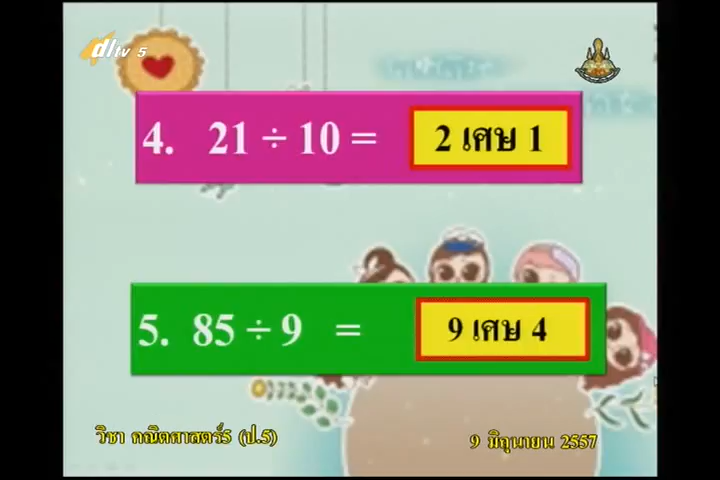 dltv 5
4. 21 ÷ 10 = 2 เศษ 1
5. 85 ÷ 9 = 9 เศษ 4
วิชา คณิตศาสตร์5 (ป.5)
9 มิถุนายน 2557